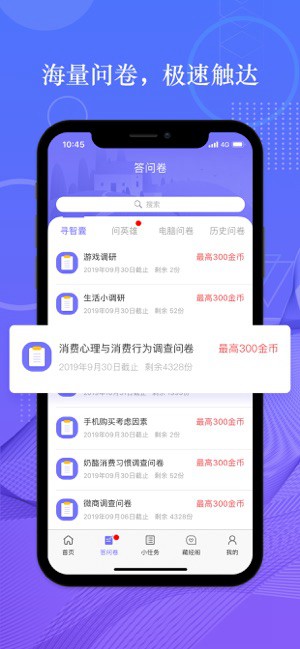 海量问卷，极速触达
10:45
4G
答问卷
搜索
寻智囊
问英雄
电脑问卷
历史问卷
游戏调研
最高300金币
2019年09月30日截止 剩余 2份
生活小调研
最高300金币
2019年09月30日截止 剩余 52份
消费心理与消费行为调查问卷
最高300金币
2019年9月30日截止 剩余4328份
手机购买考虑因素
最高300金币
2019年09月30日截止 剩余 2份
奶酪消费习惯调查问卷
最高300金币
2019年09月30日截止 剩余 52份
微商调查问卷
最高300金币
2019年09月06日截止 剩余 4328份
首页
答问卷
小任务
藏经阁
我的